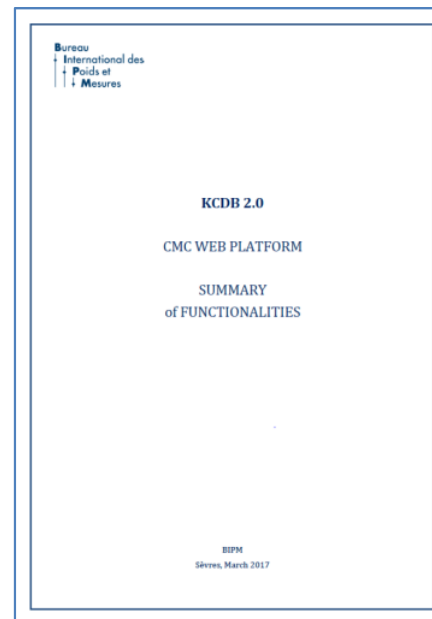 Bureau
International des
Poids et
Mesures
KCDB 2.0
CMC WEB PLATFORM
SUMMARY
of FUNCTIONALITIES
BIPM
Sèvres, March 2017